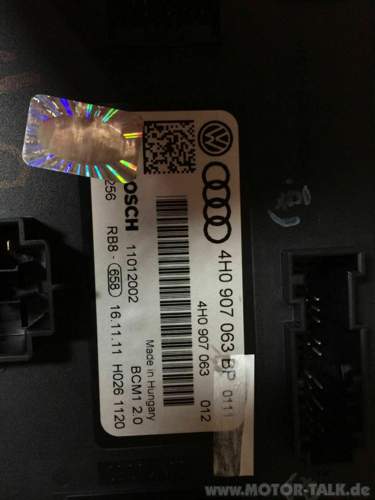 4H0 907 063 BP 0111
4H0 907 063 012
BOSCH 11012002
Made in Hungary
BCM1 2.0
256 RB8 - 658 16.11.11 H026 1120
www.MOTOR-TALK.de